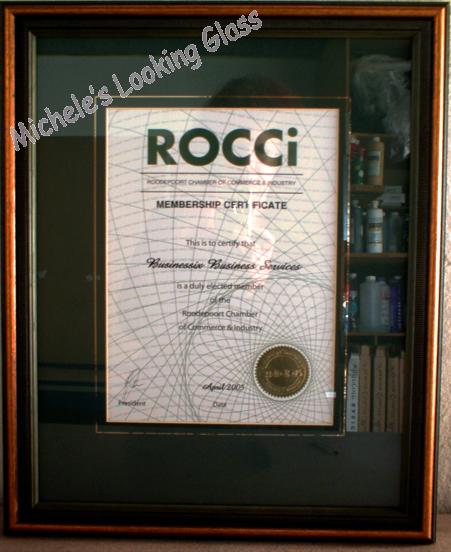 Michele's Looking Glass
ROCCi
ROODEPOORT CHAMBER OF COMMERCE & INDUSTRY
MEMBERSHIP CERTIFICATE
This is to certify that
Businessix Business Services
is a duly elected member
of the
Roodepoort Chamber
of Commerce & Industry
April 2005
President
Date